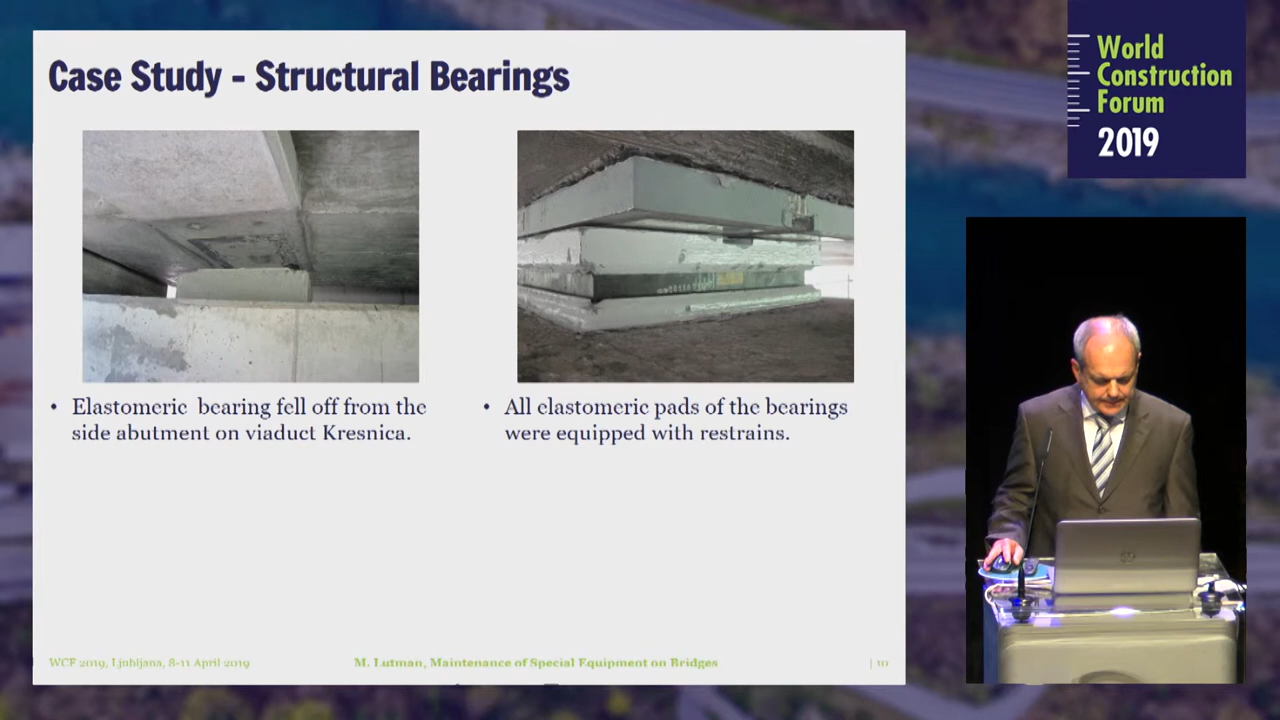 Case Study - Structural Bearings
• Elastomeric bearing fell off from the
side abutment on viaduct Kresnica.
• All elastomeric pads of the bearings
were equipped with restrains.
WCF 2019, Ljubljana, 8-11 April 2019
M. Lutman, Maintenance of Special Equipment on Bridges
| 10
World
Construction
Forum
2019